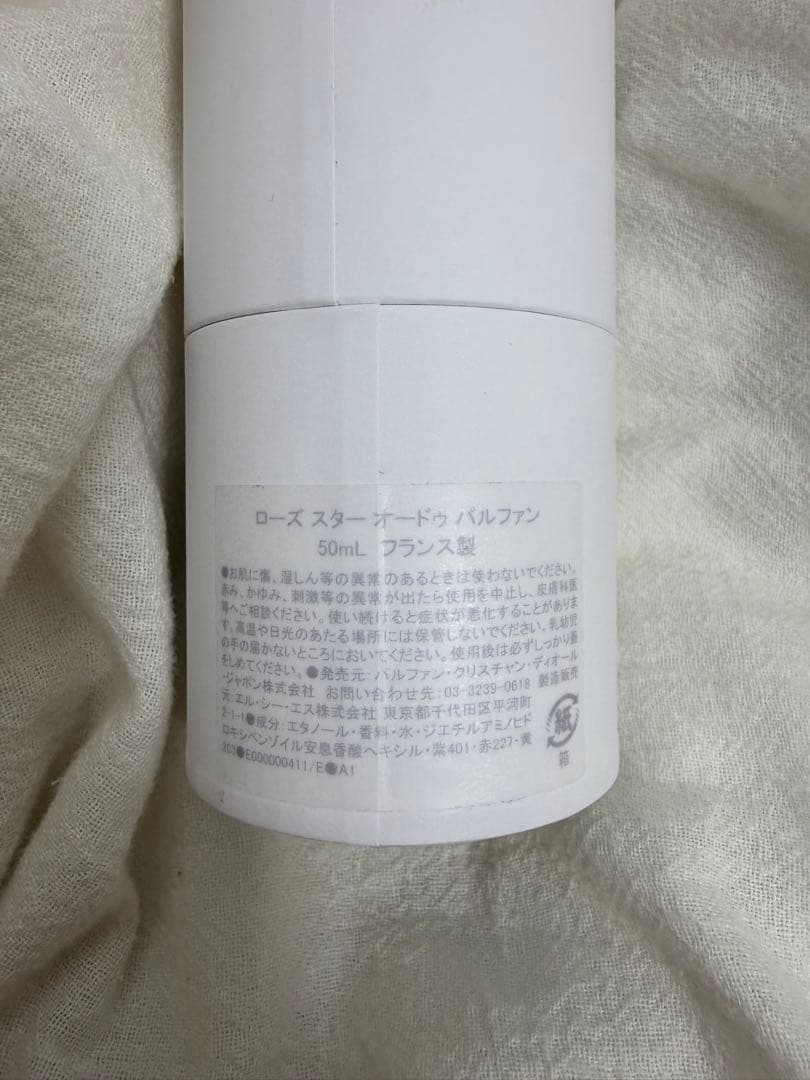 ローズ スター オードゥ パルファン
50mL フランス製
●お肌に傷、湿しん等の異常のあるときは使わないでください。
赤み、かゆみ、刺激等の異常が出たら使用を中止し、皮膚科医
等へご相談ください。使い続けると症状が悪化することがありま
す。高温や日光のあたる場所には保管しないでください。乳幼児
の手の届かないところにおいてください。使用後は必ずしっかり蓋
をしめてください。●発売元:パルファン・クリスチャン・ディオール
・ジャポン株式会社 お問い合わせ先:03-3239-0618 製造販売
元:エル・シー・エス株式会社 東京都千代田区平河町
2-1-1●成分:エタノール・香料・水・ジエチルアミノヒド
ロキシベンゾイル安息香酸ヘキシル・紫401・赤227・黄
203●E000000411/E●A1
紙
箱